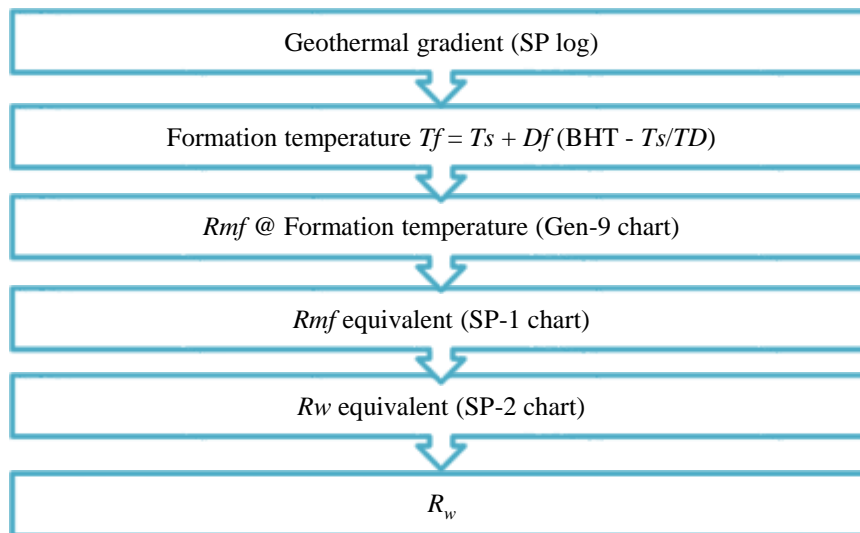 Geothermal gradient (SP log)
Formation temperature Tf = Ts + Df (BHT - Ts/TD)
Rmf @ Formation temperature (Gen-9 chart)
Rmf equivalent (SP-1 chart)
Rw equivalent (SP-2 chart)
R_w